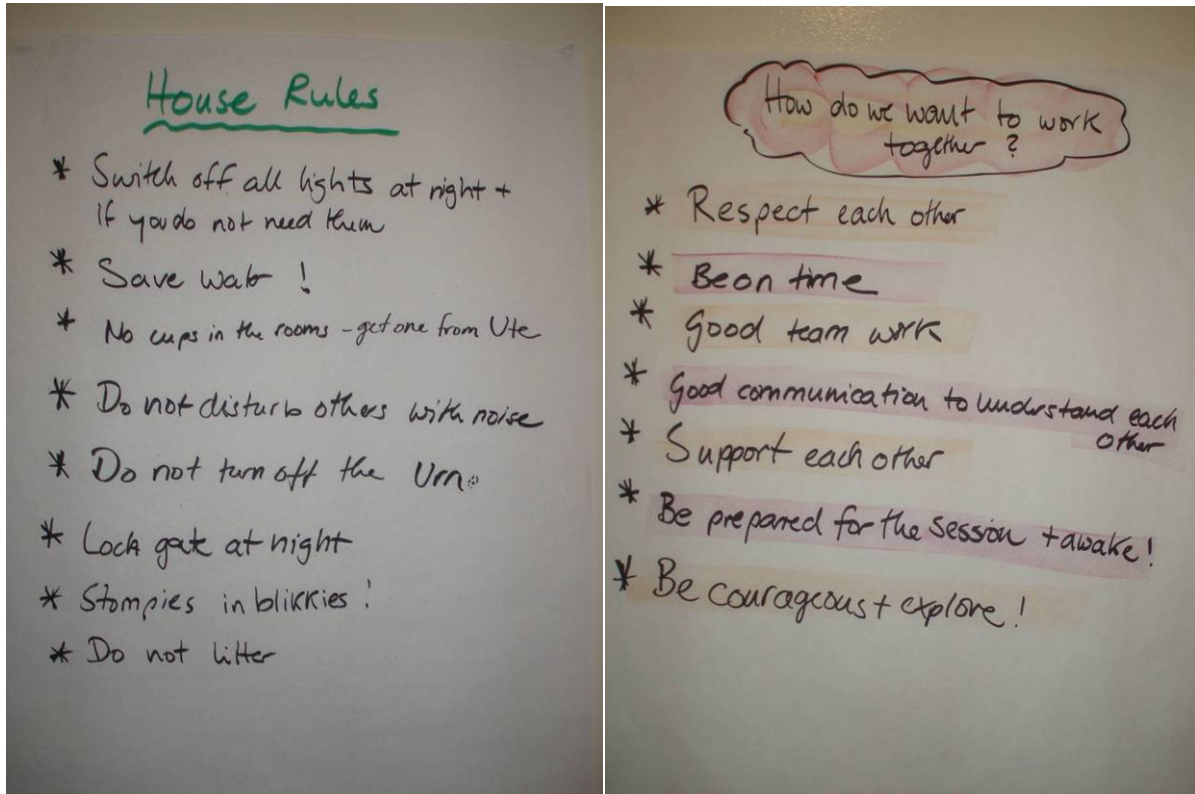 House Rules
* Switch off all lights at night +
if you do not need them
* Save water !
* No cups in the rooms - get one from Ute
* Do not disturb others with noise
* Do not turn off the Urn.
* Lock gate at night
* Stompies in blikkies !
* Do not litter
How do we want to work
together ?
* Respect each other
* Be on time
* Good team work
* Good communication to understand each
other
* Support each other
* Be prepared for the session + awake !
* Be courageous + explore !